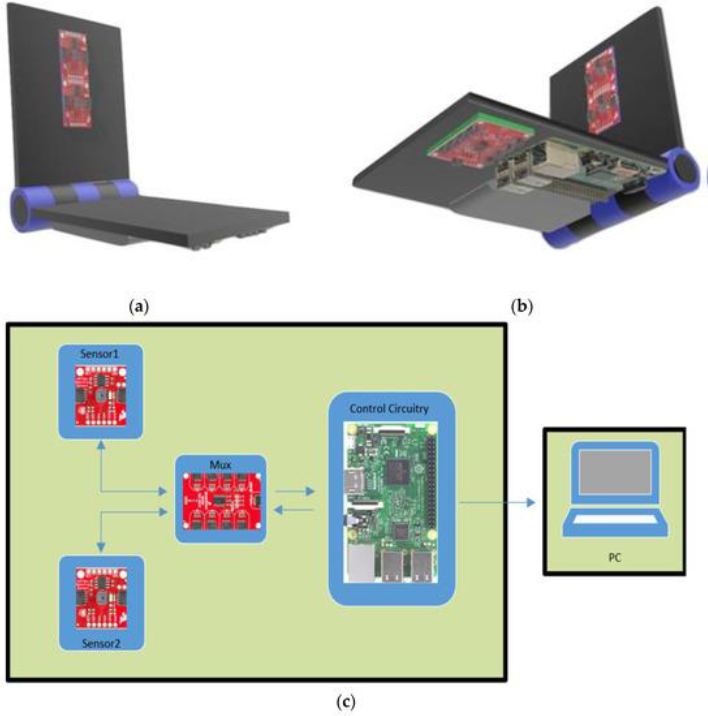 (a)
(b)
Sensor1
Control Circuitry
Mux
PC
Sensor2
(c)